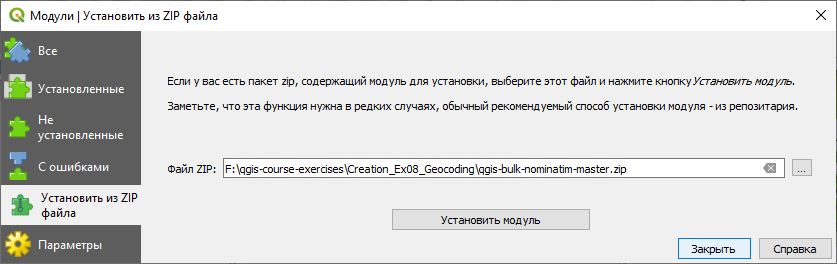 Модули | Установить из ZIP файла
Все
Установленные
Не
установленные
С ошибками
Установить из ZIP
файла
Параметры
Если у вас есть пакет zip, содержащий модуль для установки, выберите этот файл и нажмите кнопку Установить модуль.
Заметьте, что эта функция нужна в редких случаях, обычный рекомендуемый способ установки модуля - из репозитария.
Файл ZIP: F:\qgis-course-exercises\Creation_Ex08_Geocoding\qgis-bulk-nominatim-master.zip ...
Установить модуль
Закрыть Справка